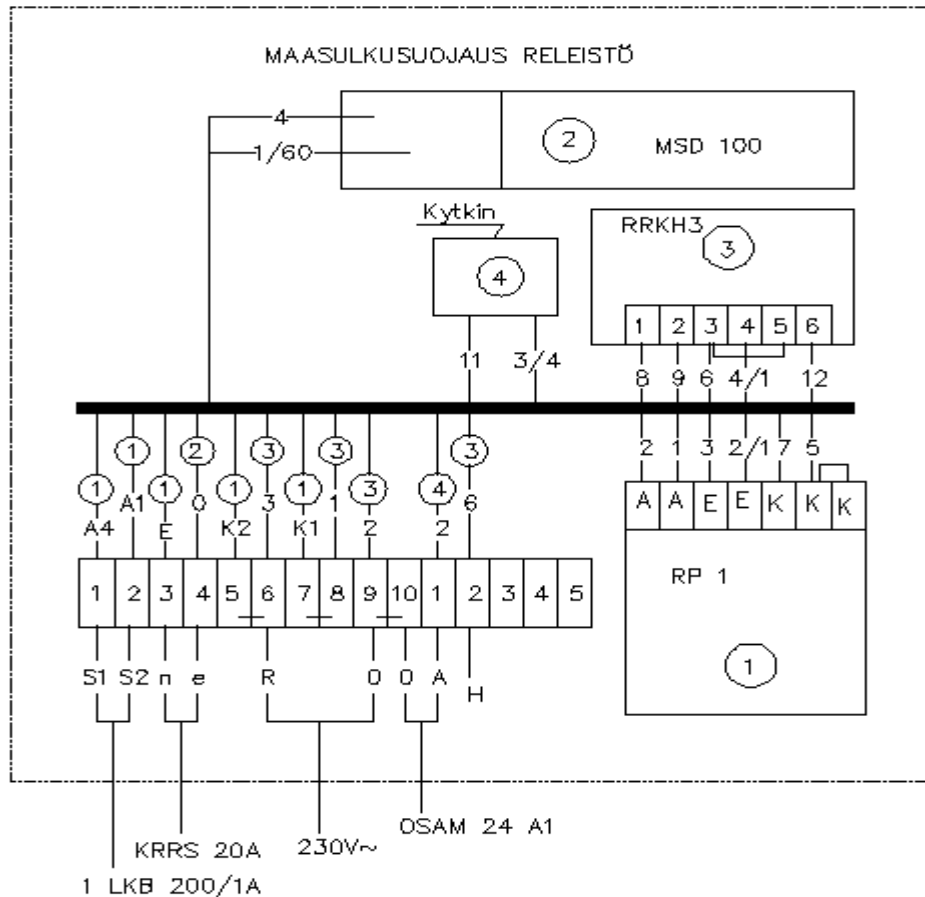 MAASULKUSUOJAUS RELEISTÖ
4
1/60
2 MSD 100
Kytkin
4
RRKH3
3
1 2 3 4 5 6
11 3/4
8 9 6 4/1 12
2 1 3 2/1 7 5
1 1 1 2 1 3 1 3 3 4 3
A4 A1 E 0 K2 3 K1 1 2 2 6
A A E E K K K
RP 1
1
1 2 3 4 5 6 7 8 9 10 1 2 3 4 5
S1 S2 n e R 0 0 A H
OSAM 24 A1
KRRS 20A 230V~
1 LKB 200/1A